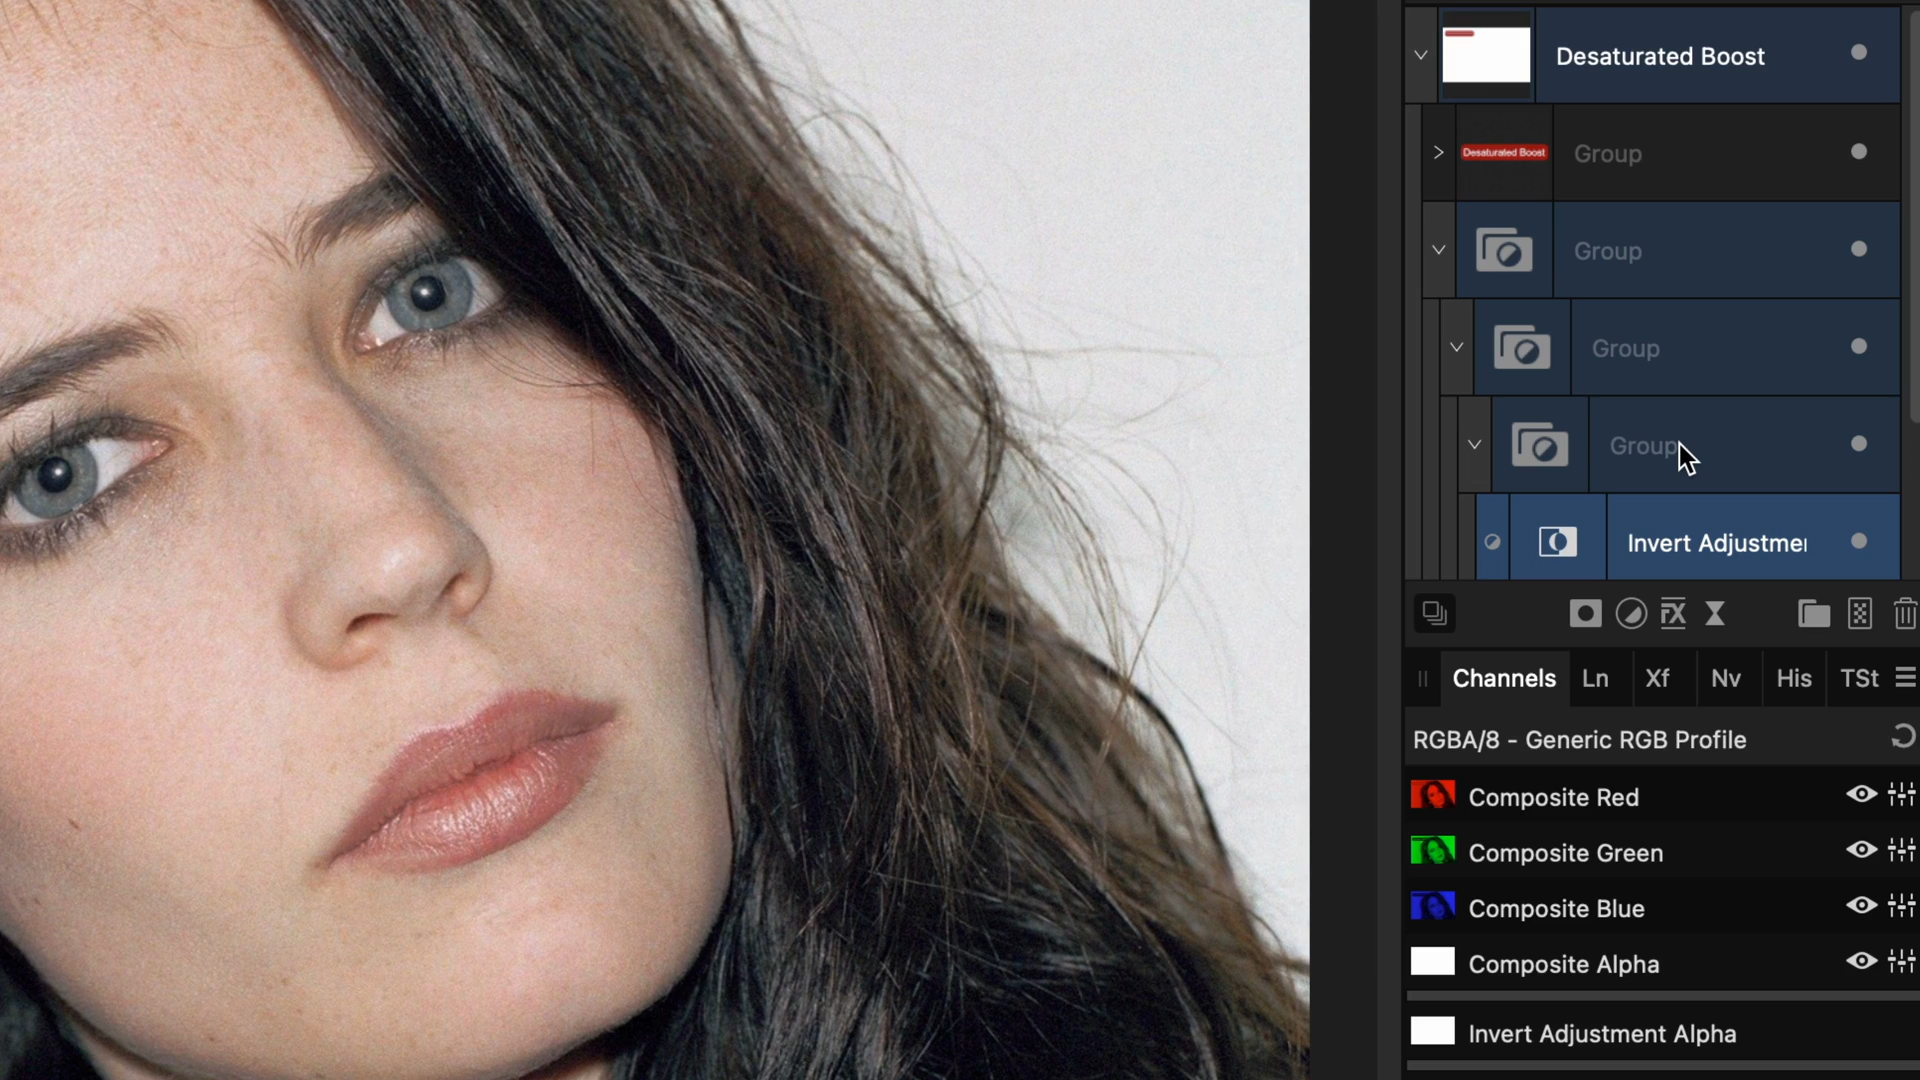 Desaturated Boost
Desaturated Boost
Group
Group
Group
Group
Invert Adjustme
Channels
Ln
Xf
Nv
His
TSt
RGBA/8 - Generic RGB Profile
Composite Red
Composite Green
Composite Blue
Composite Alpha
Invert Adjustment Alpha